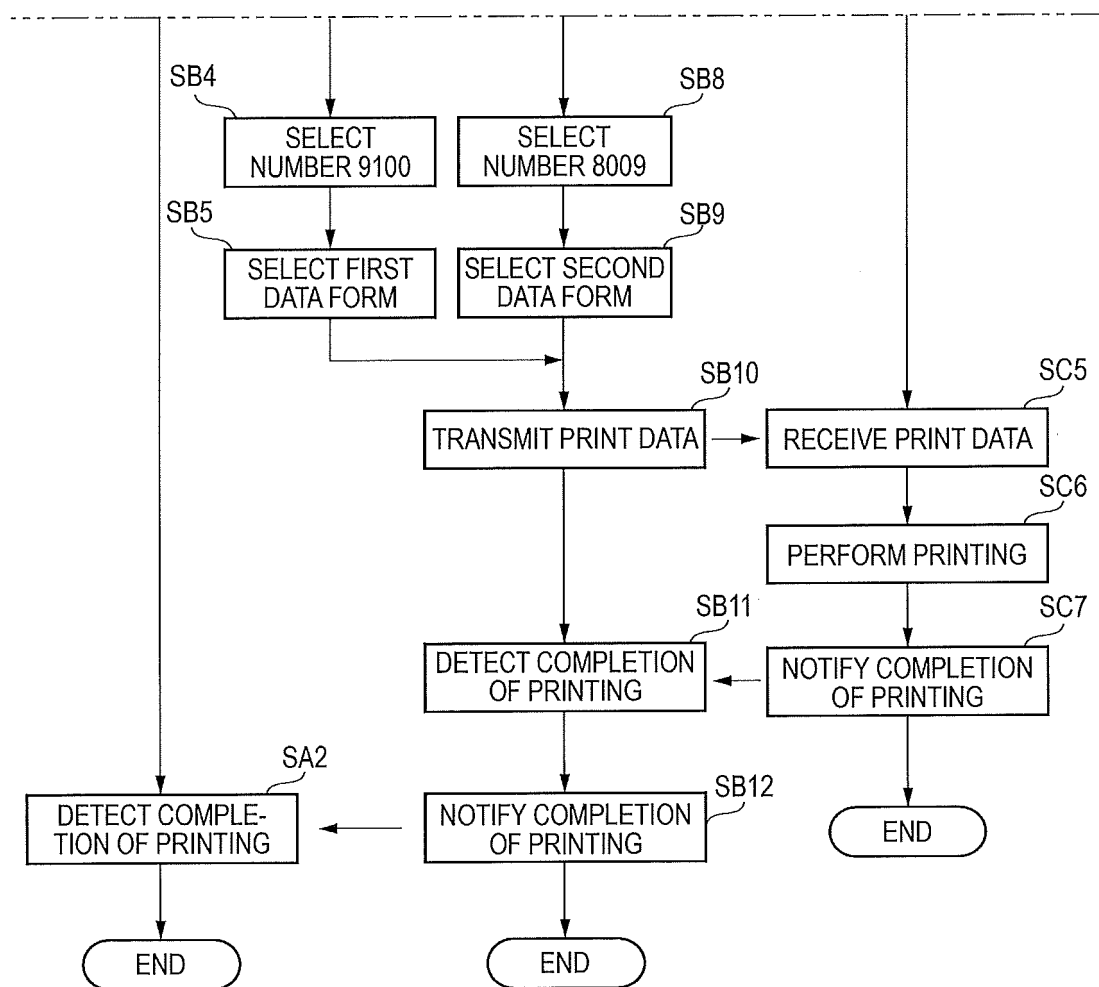 SB4
SB8
SELECT
NUMBER 9100
SELECT
NUMBER 8009
SB5
SB9
SELECT FIRST
DATA FORM
SELECT SECOND
DATA FORM
SB10
SC5
TRANSMIT PRINT DATA
RECEIVE PRINT DATA
SC6
PERFORM PRINTING
SB11
SC7
DETECT COMPLETION
OF PRINTING
NOTIFY COMPLETION
OF PRINTING
SA2
SB12
DETECT COMPLE-
TION OF PRINTING
NOTIFY COMPLETION
OF PRINTING
END
END
END